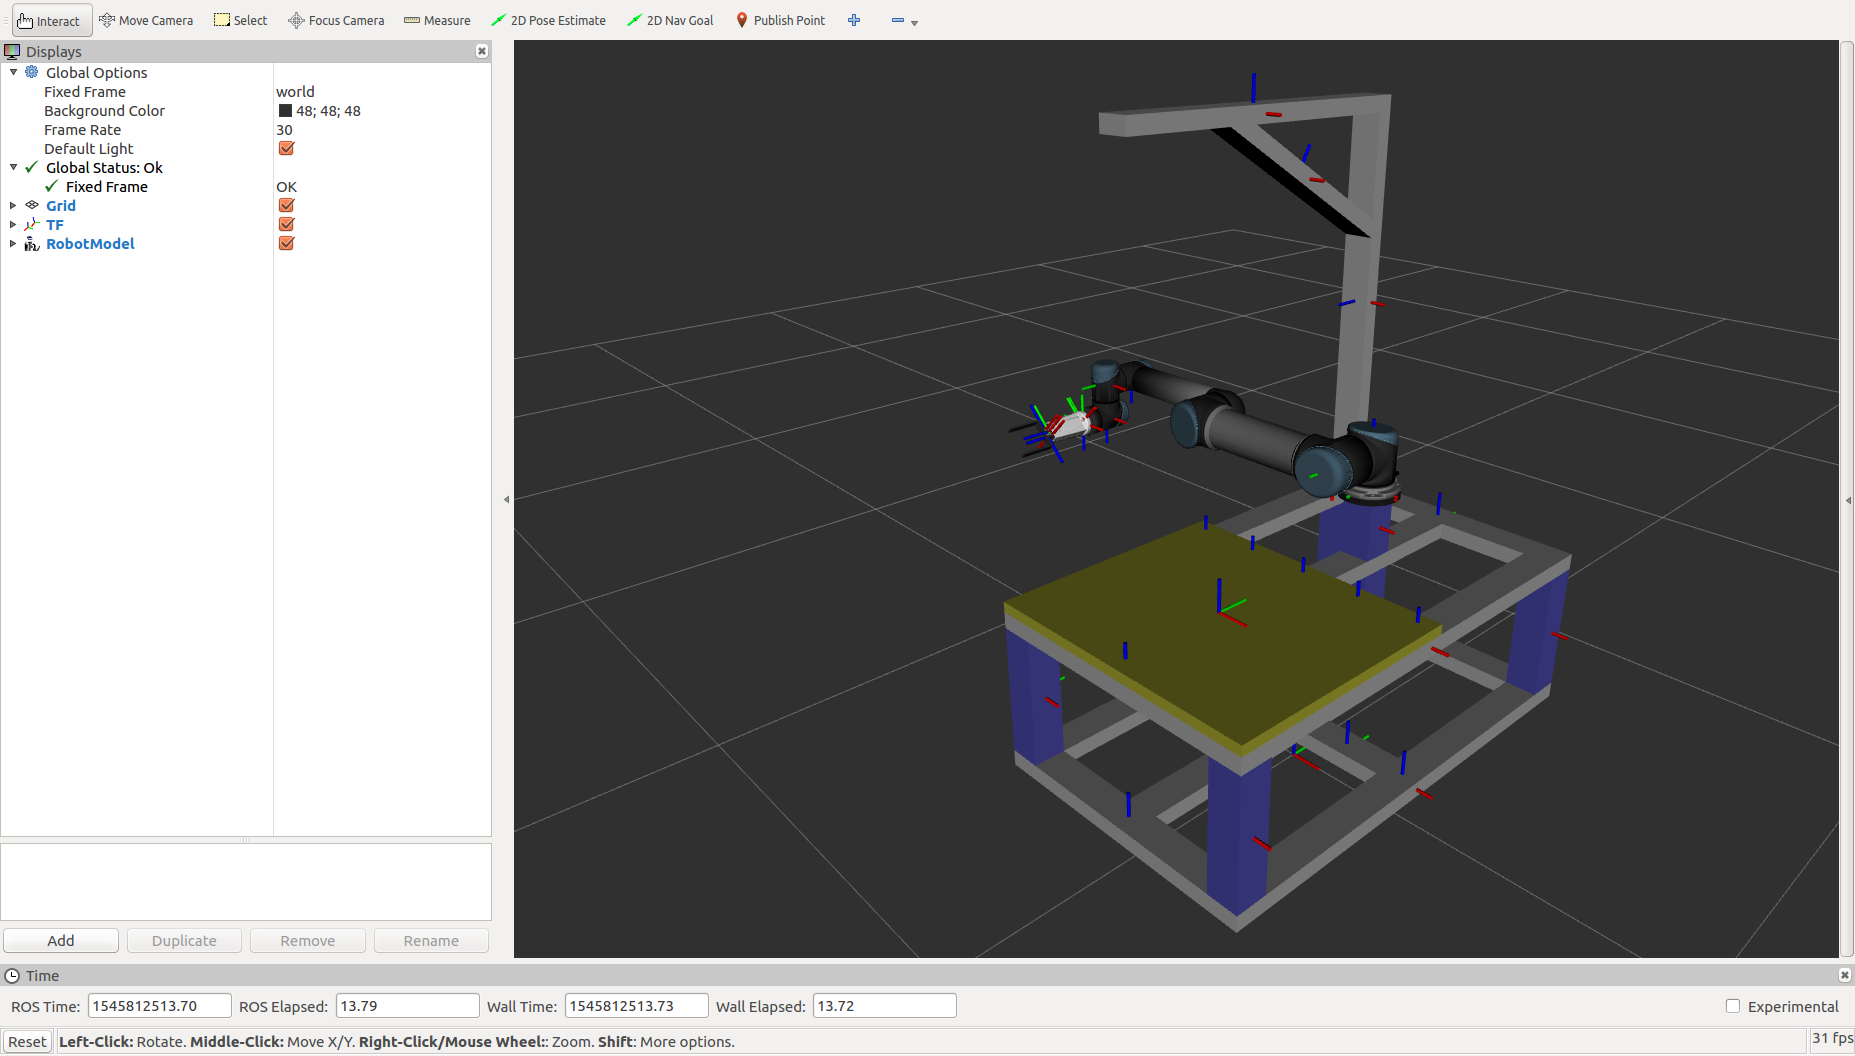 Interact Move Camera Select Focus Camera Measure 2D Pose Estimate 2D Nav Goal Publish Point
Displays
Global Options
Fixed Frame world
Background Color 48; 48; 48
Frame Rate 30
Default Light
Global Status: Ok
Fixed Frame OK
Grid
TF
RobotModel
Add Duplicate Remove Rename
Time
ROS Time: 1545812513.70 ROS Elapsed: 13.79 Wall Time: 1545812513.73 Wall Elapsed: 13.72 Experimental
Reset Left-Click: Rotate. Middle-Click: Move X/Y. Right-Click/Mouse Wheel:: Zoom. Shift: More options. 31 fps